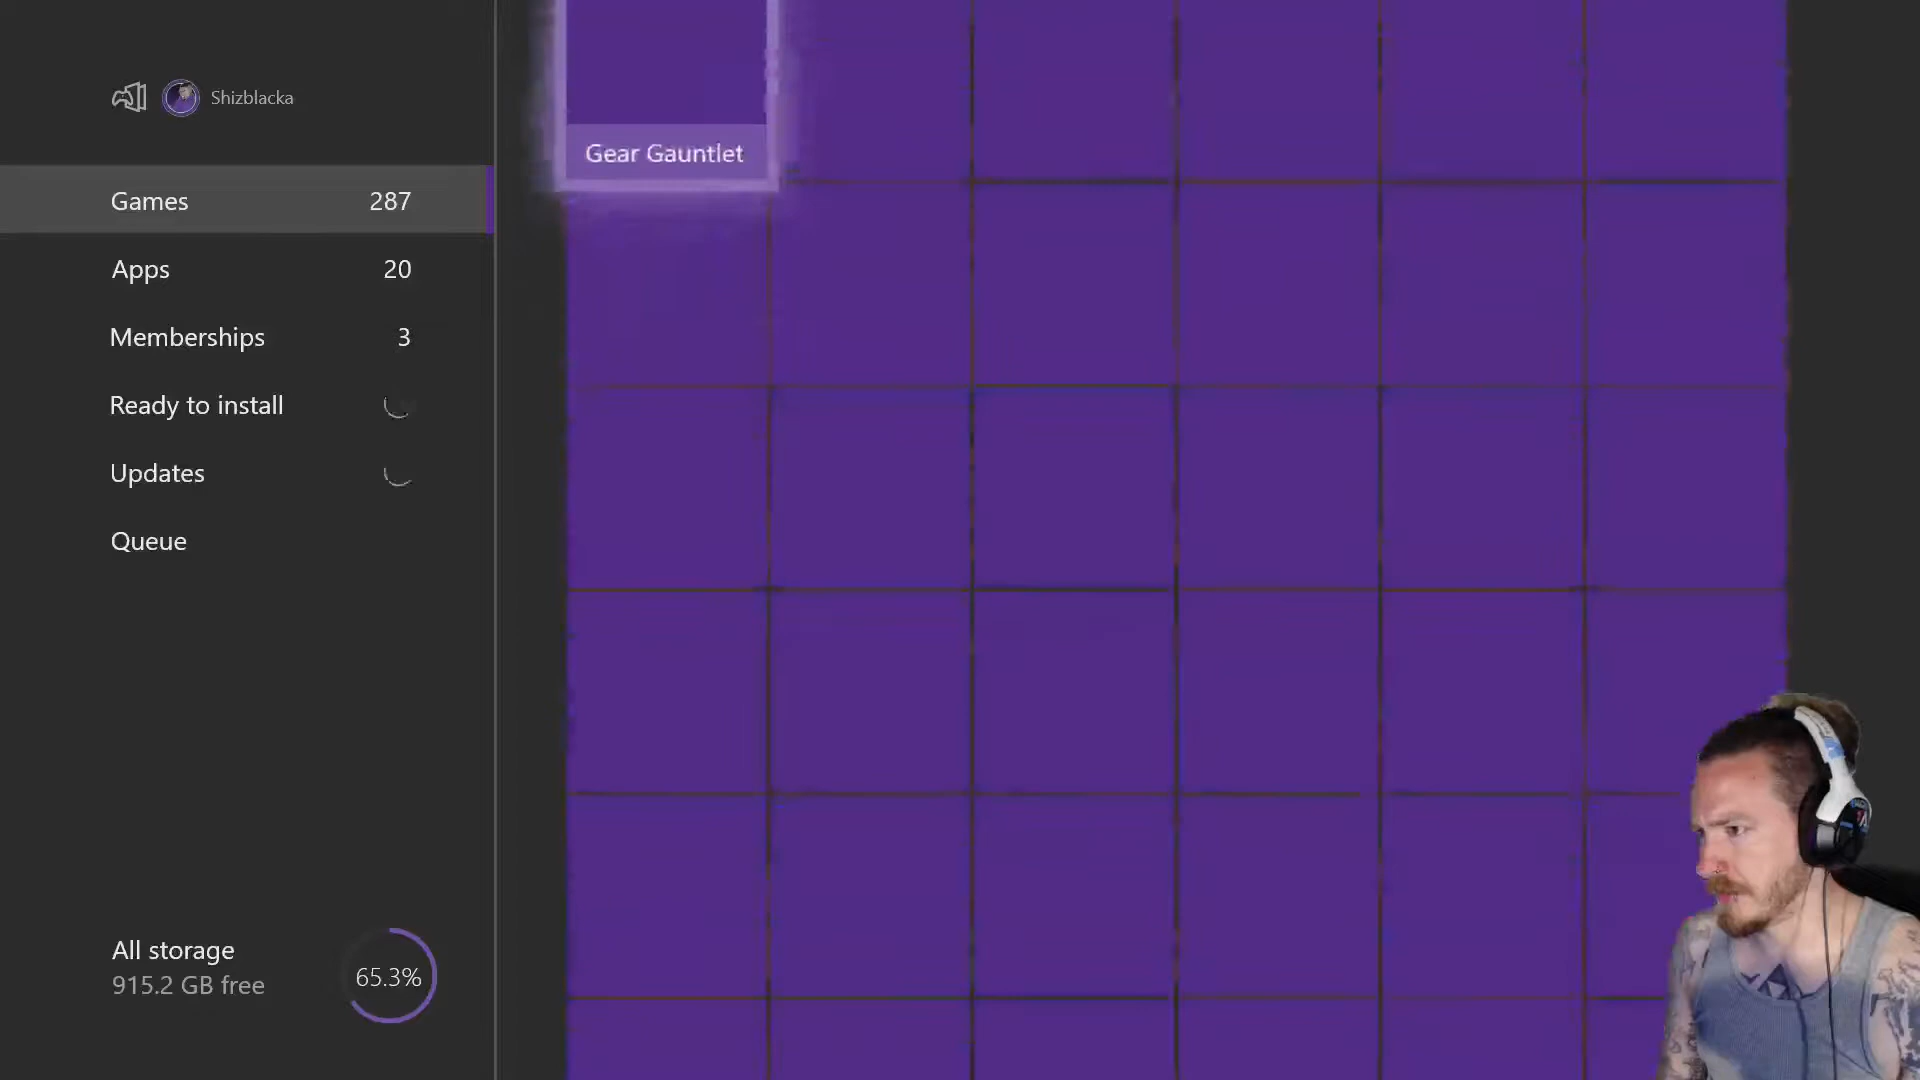 Shizblacka
Games 287
Apps 20
Memberships 3
Ready to install
Updates
Queue
All storage
915.2 GB free
65.3%
Gear Gauntlet